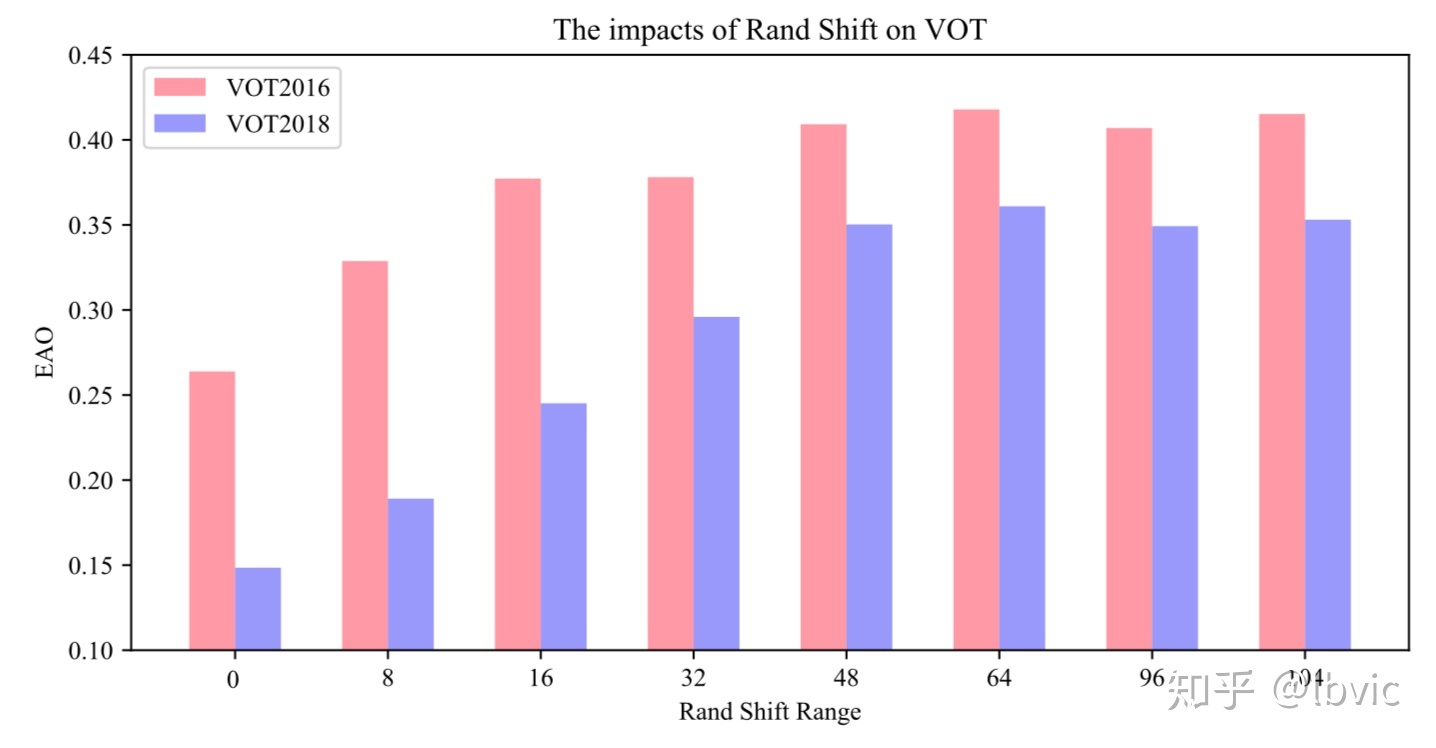 The impacts of Rand Shift on VOT
VOT2016
VOT2018
0.45
0.40
0.35
0.30
0.25
0.20
0.15
0.10
EAO
0 8 16 32 48 64 96 104
Rand Shift Range
知乎 @lbvic